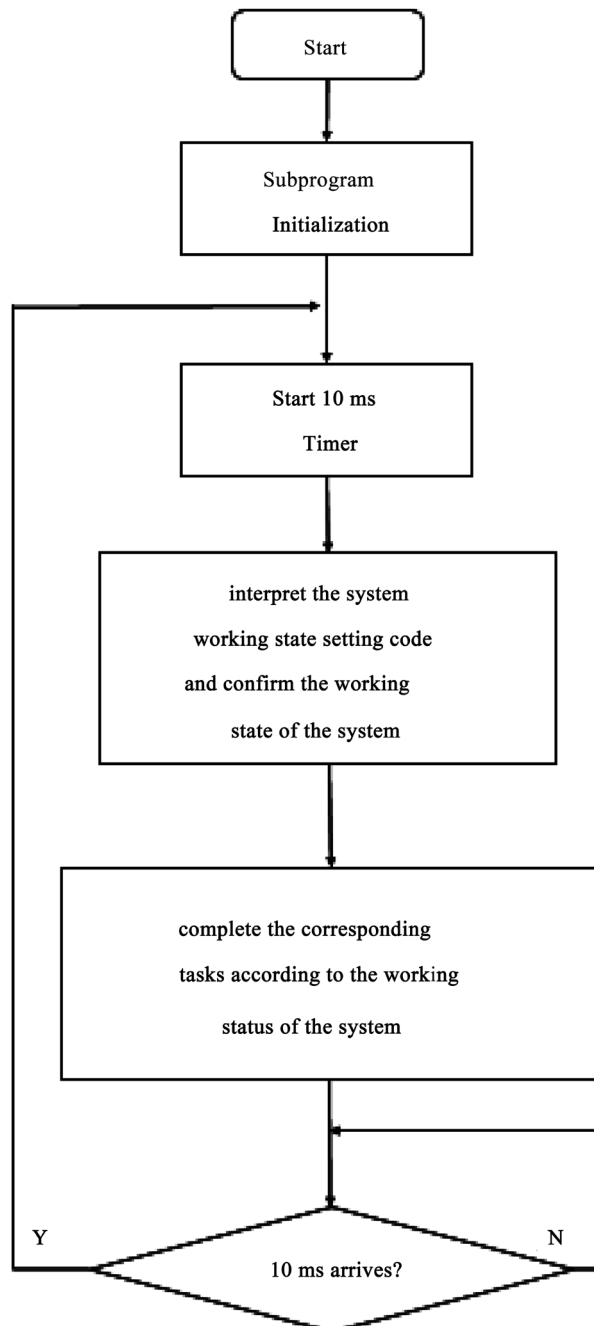 Start
Subprogram
Initialization
Start 10 ms
Timer
interpret the system
working state setting code
and confirm the working
state of the system
complete the corresponding
tasks according to the working
status of the system
Y
N
10 ms arrives?